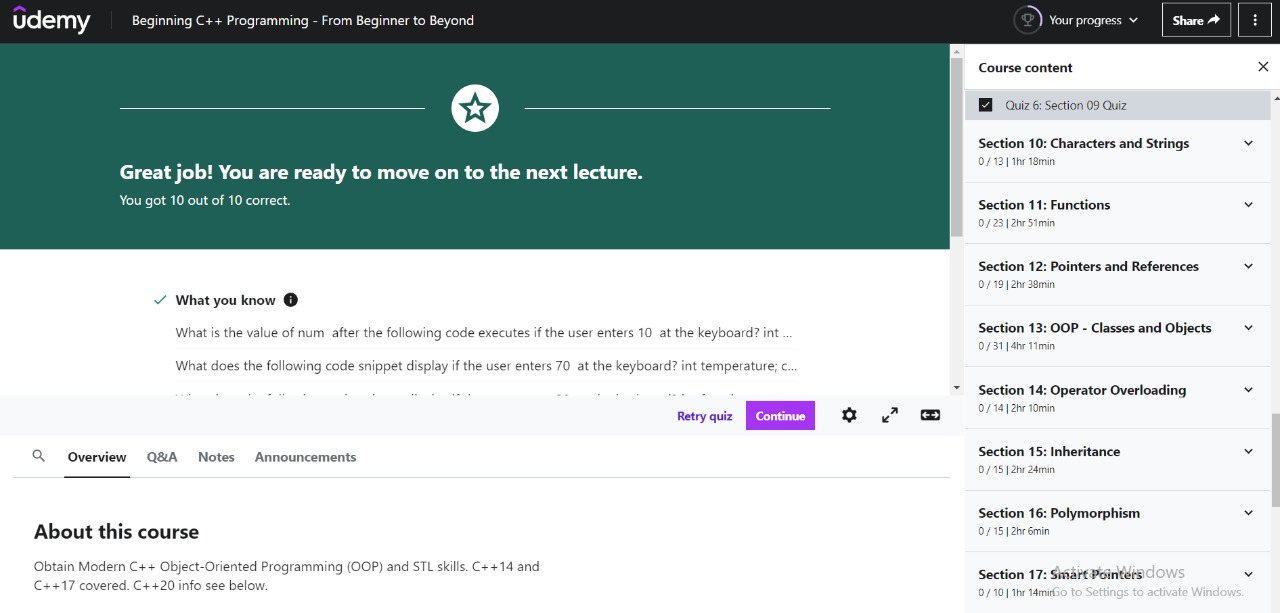 udemy
Beginning C++ Programming - From Beginner to Beyond
Your progress
Share
Great job! You are ready to move on to the next lecture.
You got 10 out of 10 correct.
What you know
What is the value of num after the following code executes if the user enters 10 at the keyboard? int ...
What does the following code snippet display if the user enters 70 at the keyboard? int temperature; c...
Retry quiz
Continue
Overview
Q&A
Notes
Announcements
About this course
Obtain Modern C++ Object-Oriented Programming (OOP) and STL skills. C++14 and
C++17 covered. C++20 info see below.
Course content
Quiz 6: Section 09 Quiz
Section 10: Characters and Strings
0 / 13 | 1hr 18min
Section 11: Functions
0 / 23 | 2hr 51min
Section 12: Pointers and References
0 / 19 | 2hr 38min
Section 13: OOP - Classes and Objects
0 / 31 | 4hr 11min
Section 14: Operator Overloading
0 / 14 | 2hr 10min
Section 15: Inheritance
0 / 15 | 2hr 24min
Section 16: Polymorphism
0 / 15 | 2hr 6min
Section 17: Smart Pointers
0 / 10 | 1hr 14min
Activate Windows
Go to Settings to activate Windows.